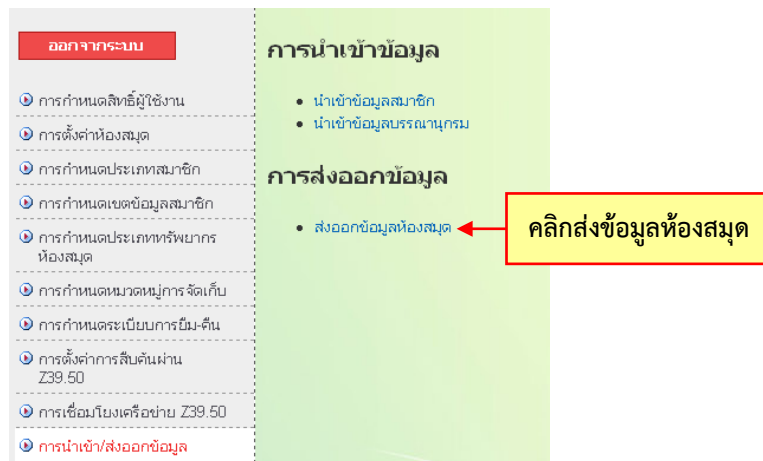 ออกจากระบบ
การกำหนดสิทธิ์ผู้ใช้งาน
การตั้งค่าห้องสมุด
การกำหนดประเภทสมาชิก
การกำหนดเขตข้อมูลสมาชิก
การกำหนดประเภททรัพยากร
ห้องสมุด
การกำหนดหมวดหมู่การจัดเก็บ
การกำหนดระเบียบการยืม-คืน
การตั้งค่าการสืบค้นผ่าน
Z39.50
การเชื่อมโยงเครือข่าย Z39.50
การนำเข้า/ส่งออกข้อมูล
การนำเข้าข้อมูล
นำเข้าข้อมูลสมาชิก
นำเข้าข้อมูลบรรณานุกรม
การส่งออกข้อมูล
ส่งออกข้อมูลห้องสมุด
คลิกส่งข้อมูลห้องสมุด